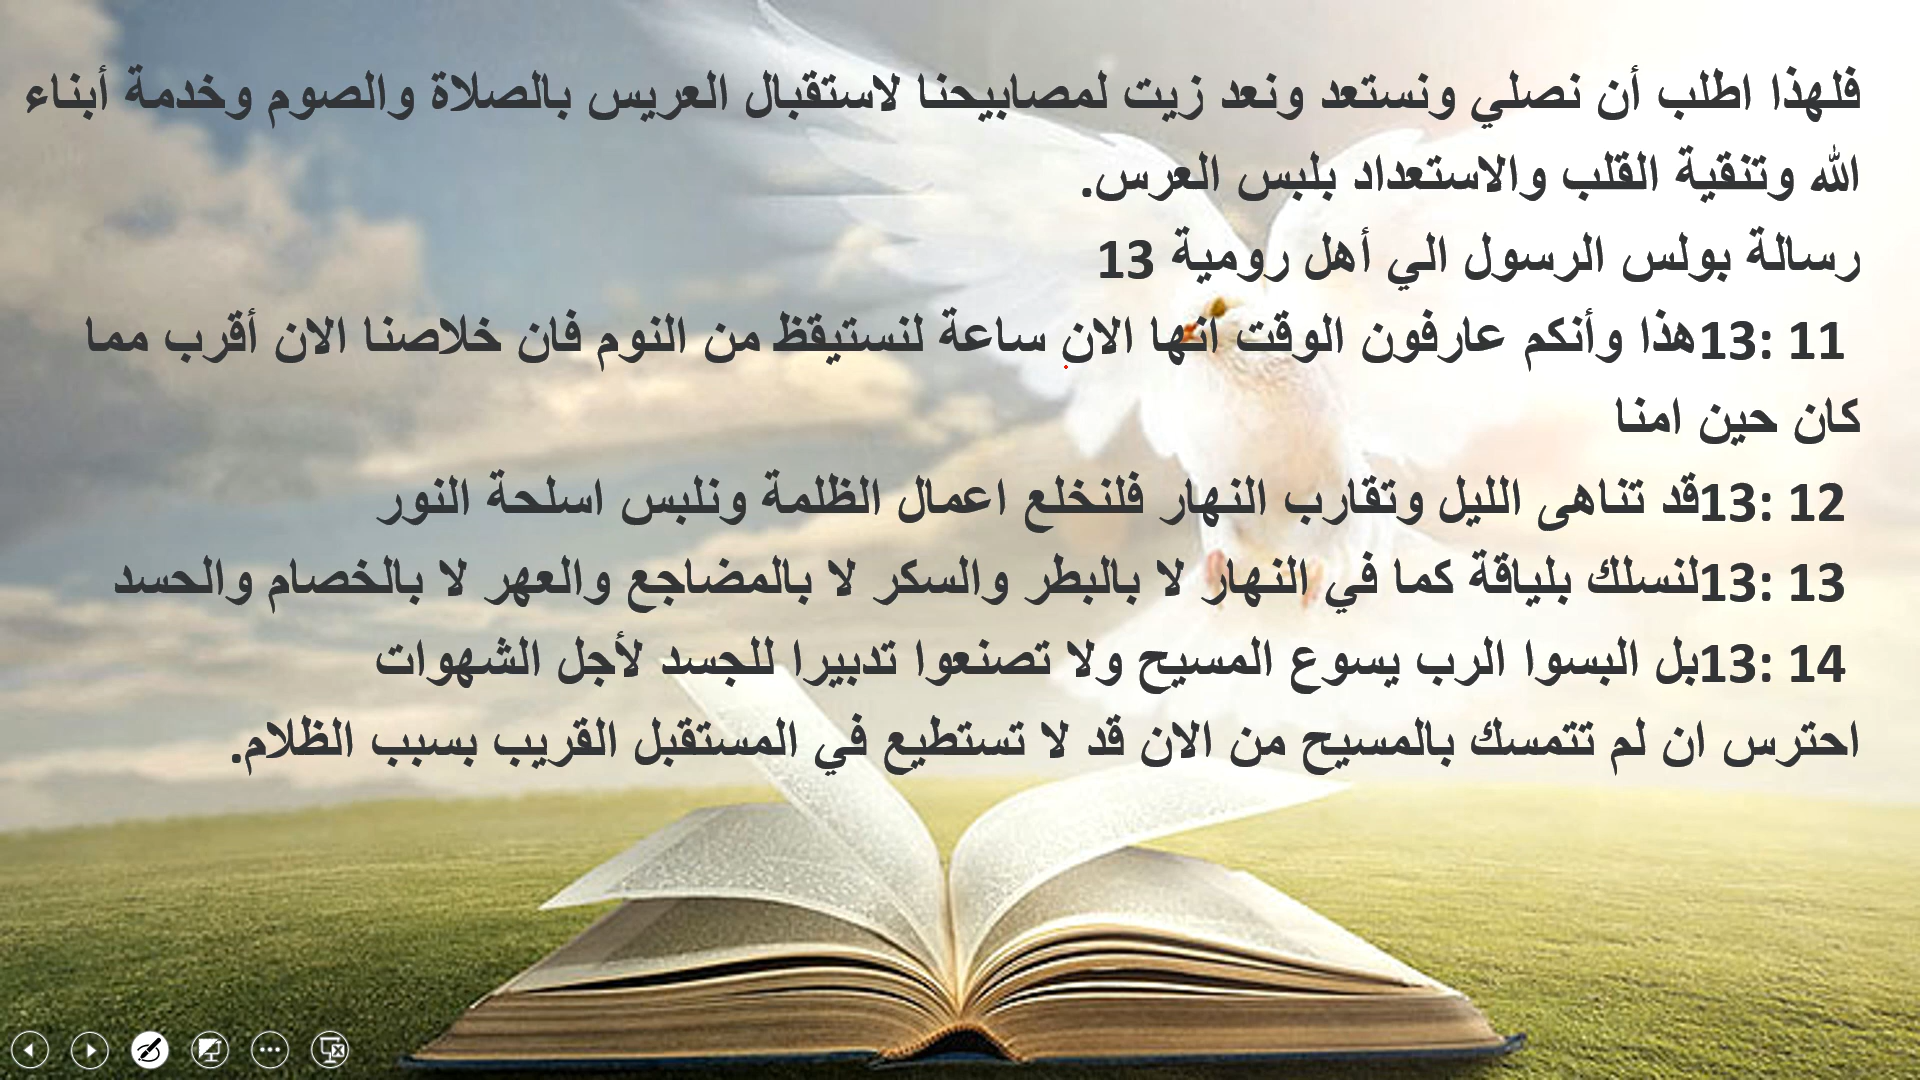 فلهذا اطلب أن نصلي ونستعد ونعد زيت لمصابيحنا لاستقبال العريس بالصلاة والصوم وخدمة أبناء
الله وتنقية القلب والاستعداد بلبس العرس.
رسالة بولس الرسول الي أهل رومية 13
13: 11هذا وأنكم عارفون الوقت انها الان ساعة لنستيقظ من النوم فان خلاصنا الان أقرب مما
كان حين امنا
13: 12قد تناهى الليل وتقارب النهار فلنخلع اعمال الظلمة ونلبس اسلحة النور
13: 13لنسلك بلياقة كما في النهار لا بالبطر والسكر لا بالمضاجع والعهر لا بالخصام والحسد
13: 14بل البسوا الرب يسوع المسيح ولا تصنعوا تدبيرا للجسد لأجل الشهوات
احترس ان لم تتمسك بالمسيح من الان قد لا تستطيع في المستقبل القريب بسبب الظلام.